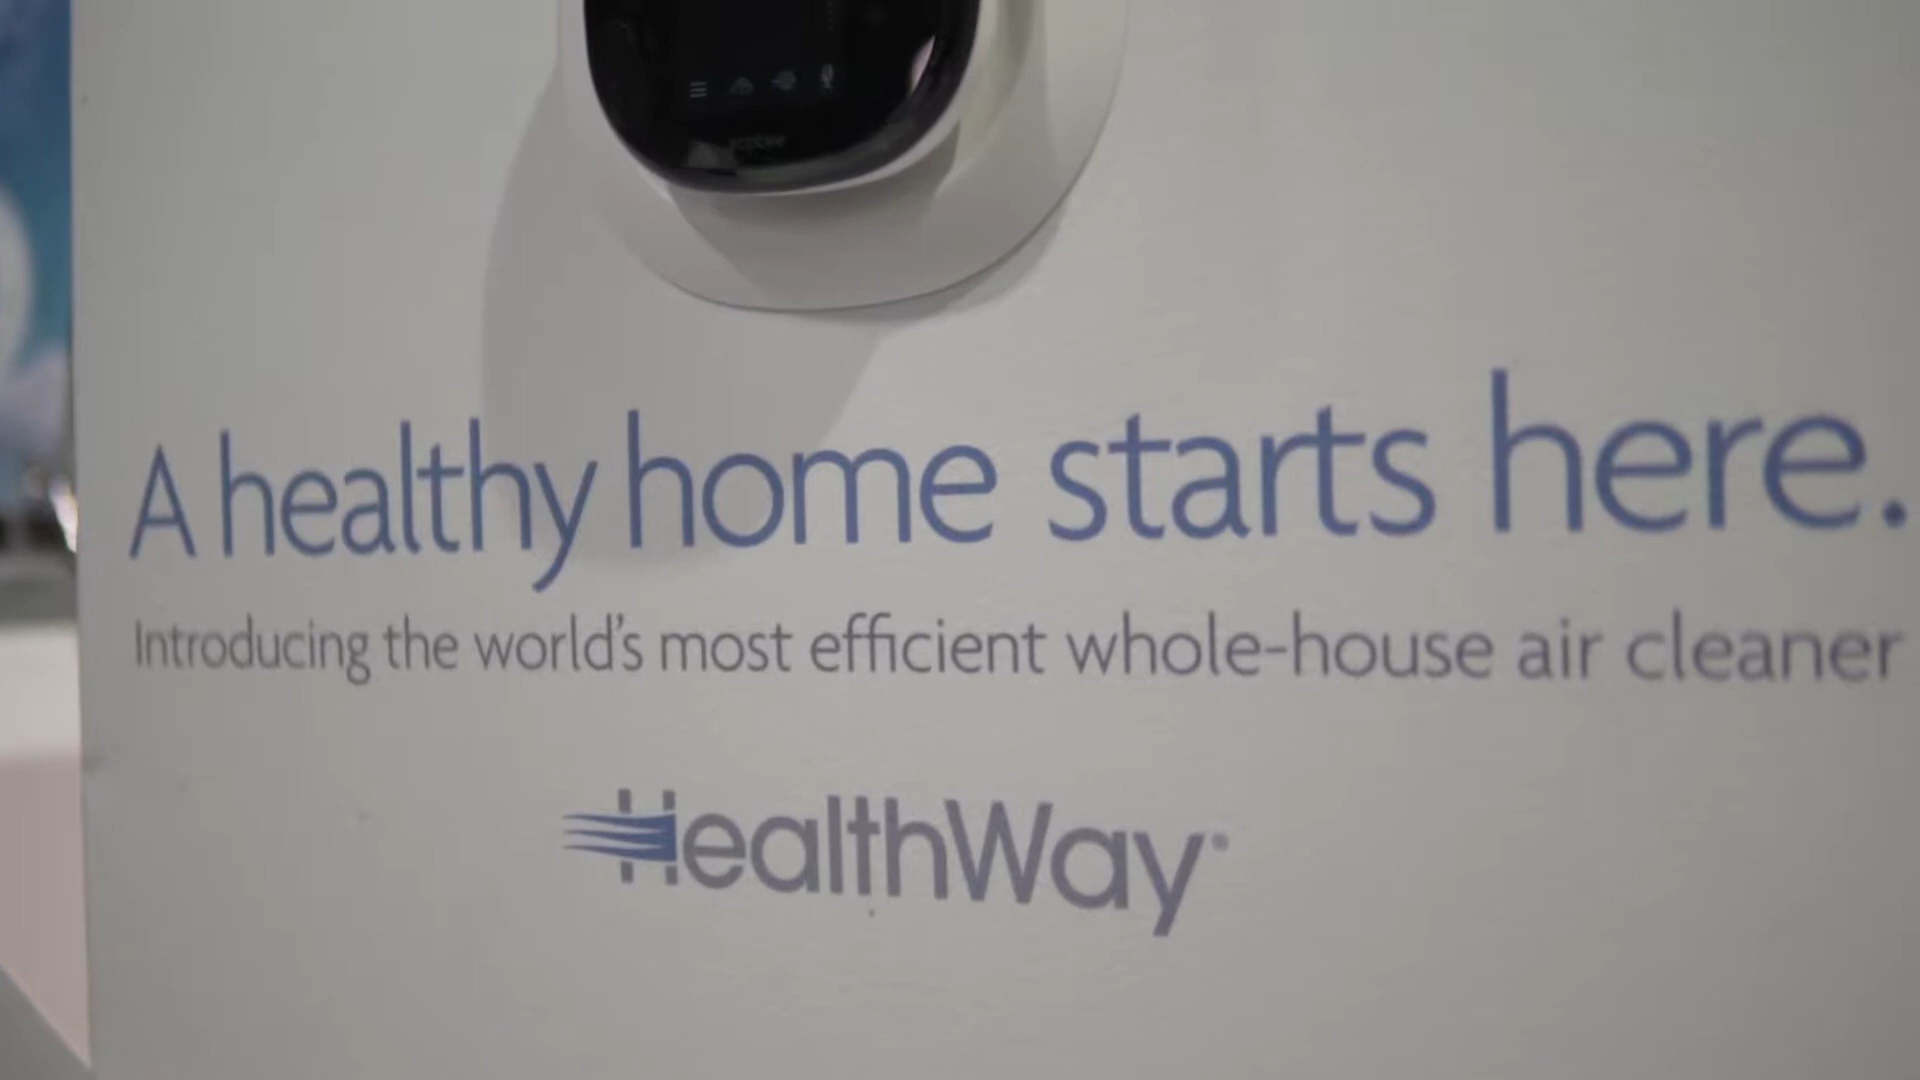 A healthy home starts here.
Introducing the world's most efficient whole-house air cleaner
HealthWay®